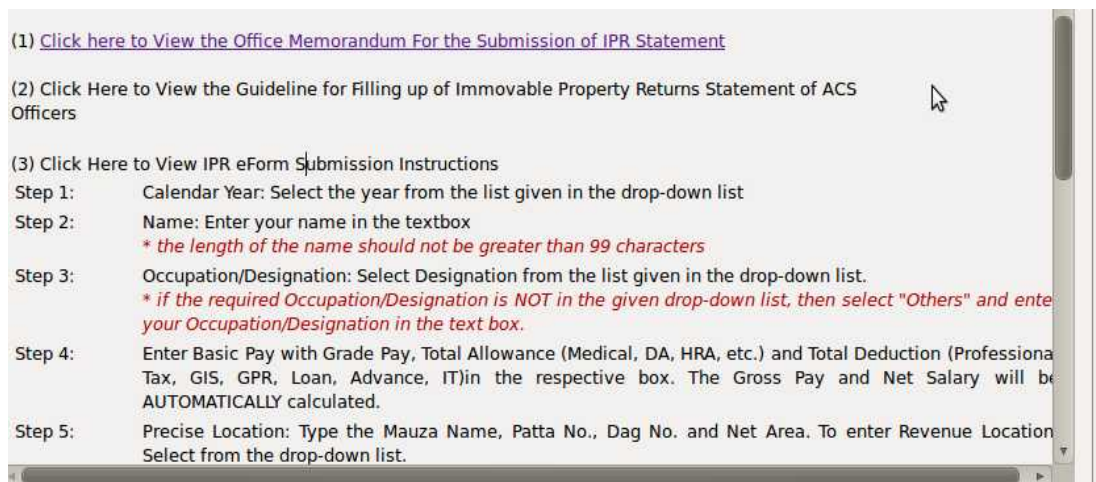 (1) Click here to View the Office Memorandum For the Submission of IPR Statement
(2) Click Here to View the Guideline for Filling up of Immovable Property Returns Statement of ACS
Officers
(3) Click Here to View IPR eForm Submission Instructions
Step 1: Calendar Year: Select the year from the list given in the drop-down list
Step 2: Name: Enter your name in the textbox
* the length of the name should not be greater than 99 characters
Step 3: Occupation/Designation: Select Designation from the list given in the drop-down list.
* if the required Occupation/Designation is NOT in the given drop-down list, then select "Others" and ente
your Occupation/Designation in the text box.
Step 4: Enter Basic Pay with Grade Pay, Total Allowance (Medical, DA, HRA, etc.) and Total Deduction (Professiona
Tax, GIS, GPR, Loan, Advance, IT)in the respective box. The Gross Pay and Net Salary will be
AUTOMATICALLY calculated.
Step 5: Precise Location: Type the Mauza Name, Patta No., Dag No. and Net Area. To enter Revenue Location
Select from the drop-down list.